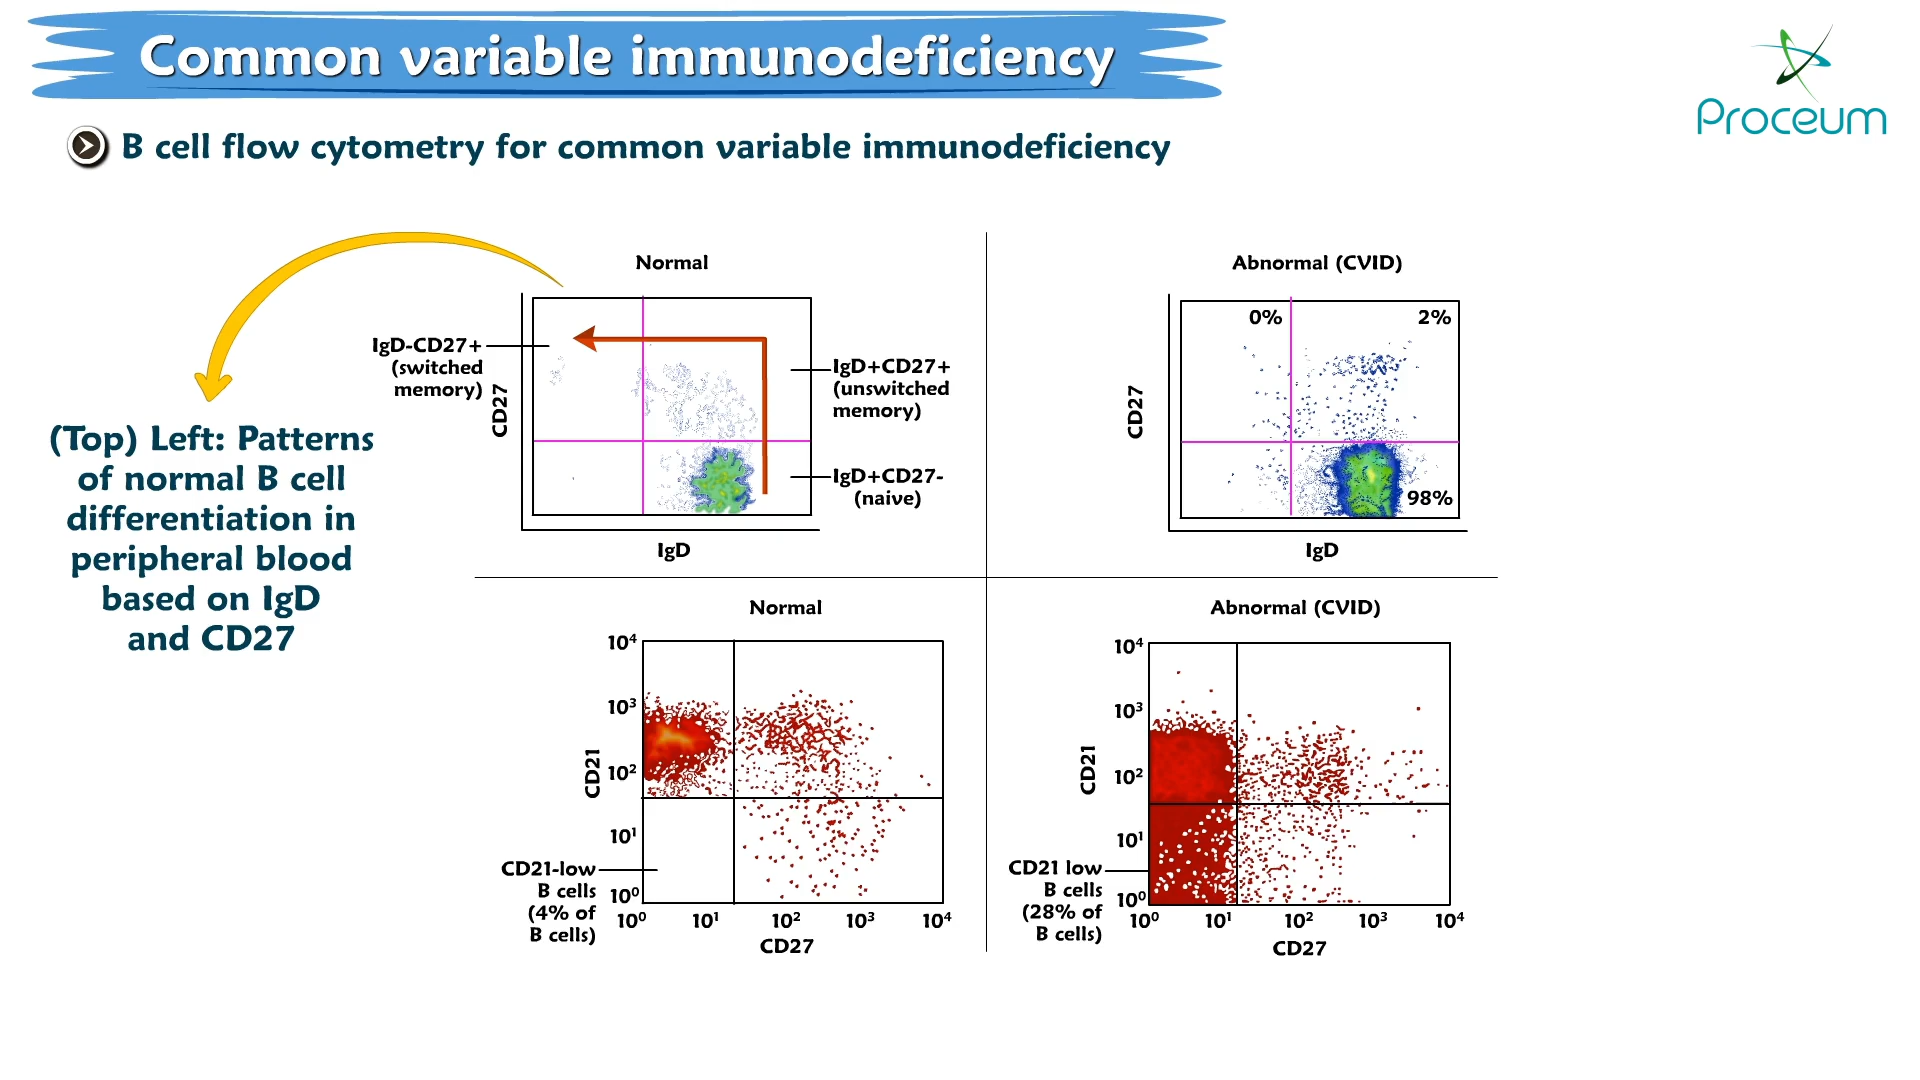 Common variable immunodeficiency
Proceum
B cell flow cytometry for common variable immunodeficiency
(Top) Left: Patterns
of normal B cell
differentiation in
peripheral blood
based on IgD
and CD27
Normal
IgD-CD27+
(switched
memory)
CD27
IgD+CD27+
(unswitched
memory)
IgD+CD27-
(naive)
IgD
Abnormal (CVID)
0%
2%
CD27
98%
IgD
Normal
10⁴
10³
CD21
10²
10¹
CD21-low
B cells
(4% of
B cells)
10⁰
10⁰ 10¹ 10² 10³ 10⁴
CD27
Abnormal (CVID)
10⁴
10³
CD21
10²
10¹
CD21 low
B cells
(28% of
B cells)
10⁰
10⁰ 10¹ 10² 10³ 10⁴
CD27